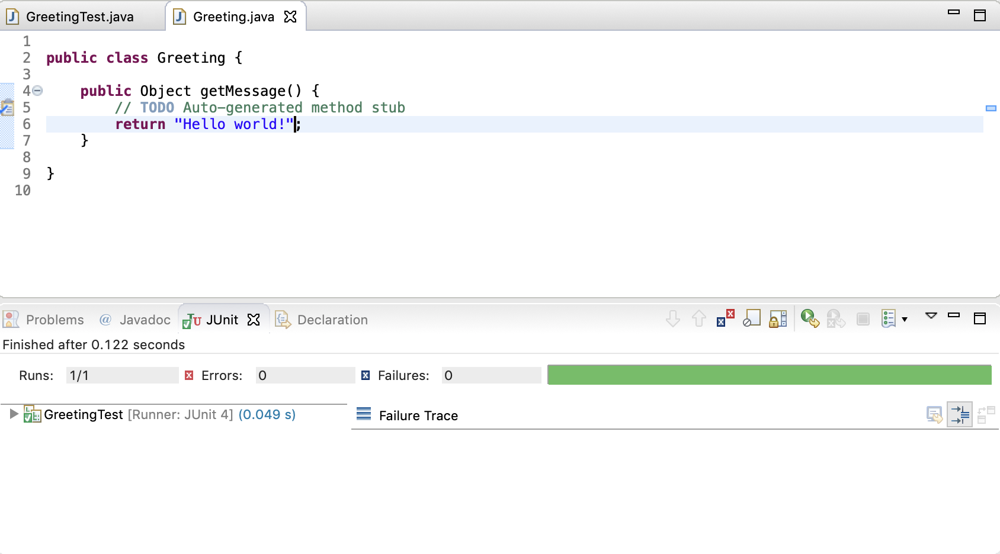 GreetingTest.java Greeting.java
1
2 public class Greeting {
3
4 public Object getMessage() {
5 // TODO Auto-generated method stub
6 return "Hello world!";
7 }
8
9 }
10
Problems @ Javadoc JUnit Declaration
Finished after 0.122 seconds
Runs: 1/1 Errors: 0 Failures: 0
GreetingTest [Runner: JUnit 4] (0.049 s) Failure Trace